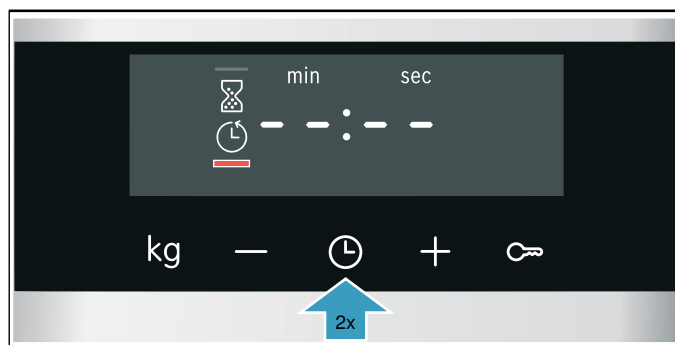 min sec
--:--
kg − +
2x